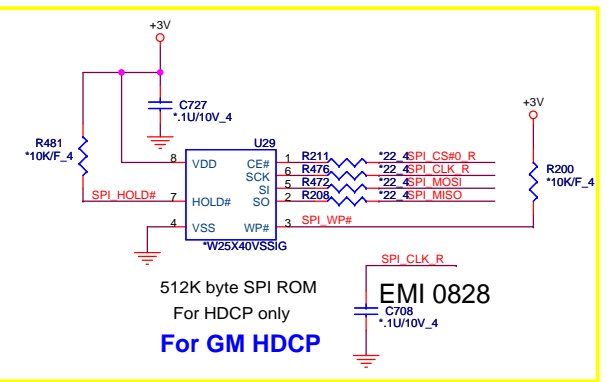 +3V
C727
*.1U/10V_4
+3V
R481
*10K/F_4
U29
R211 *22_4 SPI_CS#0_R
8 VDD CE# 1
R476 *22_4 SPI_CLK_R
SCK 6
R472 *22_4 SPI_MOSI
SI 5
R208 *22_4 SPI_MISO
SPI_HOLD# 7 HOLD# SO 2
R200
*10K/F_4
4 VSS WP# 3 SPI_WP#
*W25X40VSSIG
SPI_CLK_R
512K byte SPI ROM
For HDCP only
For GM HDCP
EMI 0828
C708
*.1U/10V_4